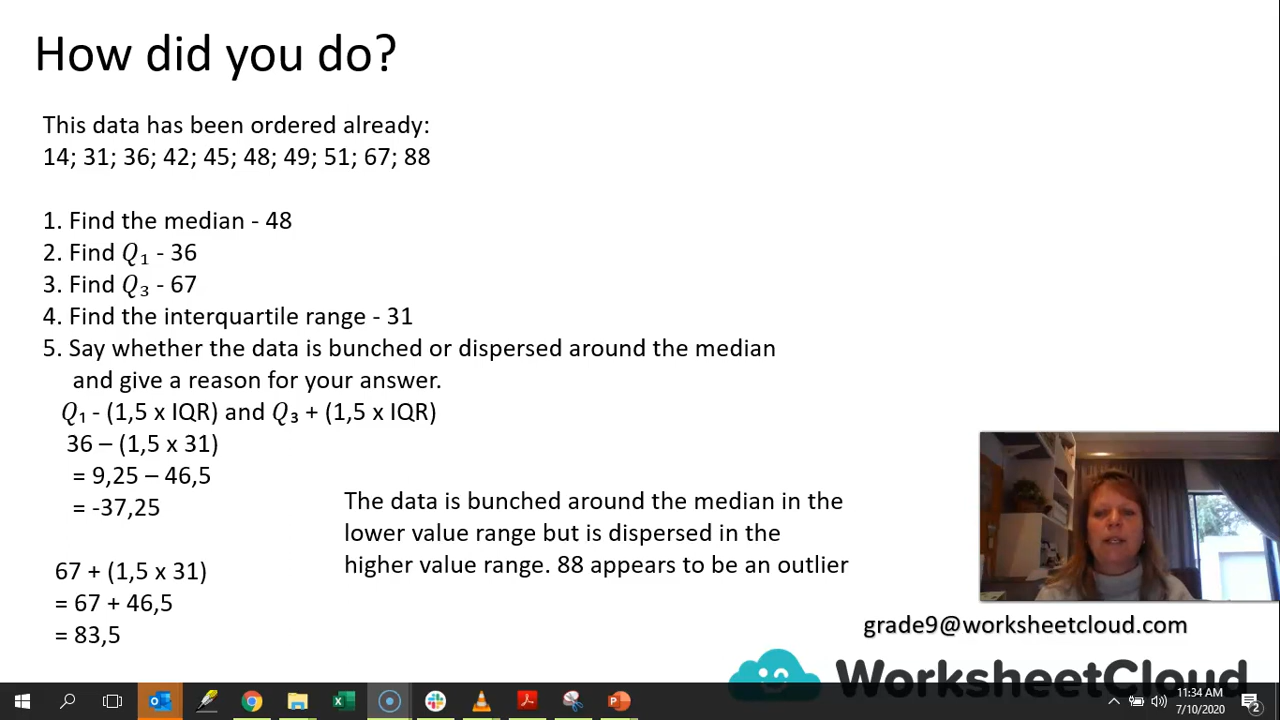 How did you do?
This data has been ordered already:
14; 31; 36; 42; 45; 48; 49; 51; 67; 88
1. Find the median - 48
2. Find Q₁ - 36
3. Find Q₃ - 67
4. Find the interquartile range - 31
5. Say whether the data is bunched or dispersed around the median
and give a reason for your answer.
Q₁ - (1,5 x IQR) and Q₃ + (1,5 x IQR)
36 – (1,5 x 31)
= 9,25 – 46,5
= -37,25
67 + (1,5 x 31)
= 67 + 46,5
= 83,5
The data is bunched around the median in the
lower value range but is dispersed in the
higher value range. 88 appears to be an outlier
grade9@worksheetcloud.com
WorksheetCloud
11:34 AM
7/10/2020
2